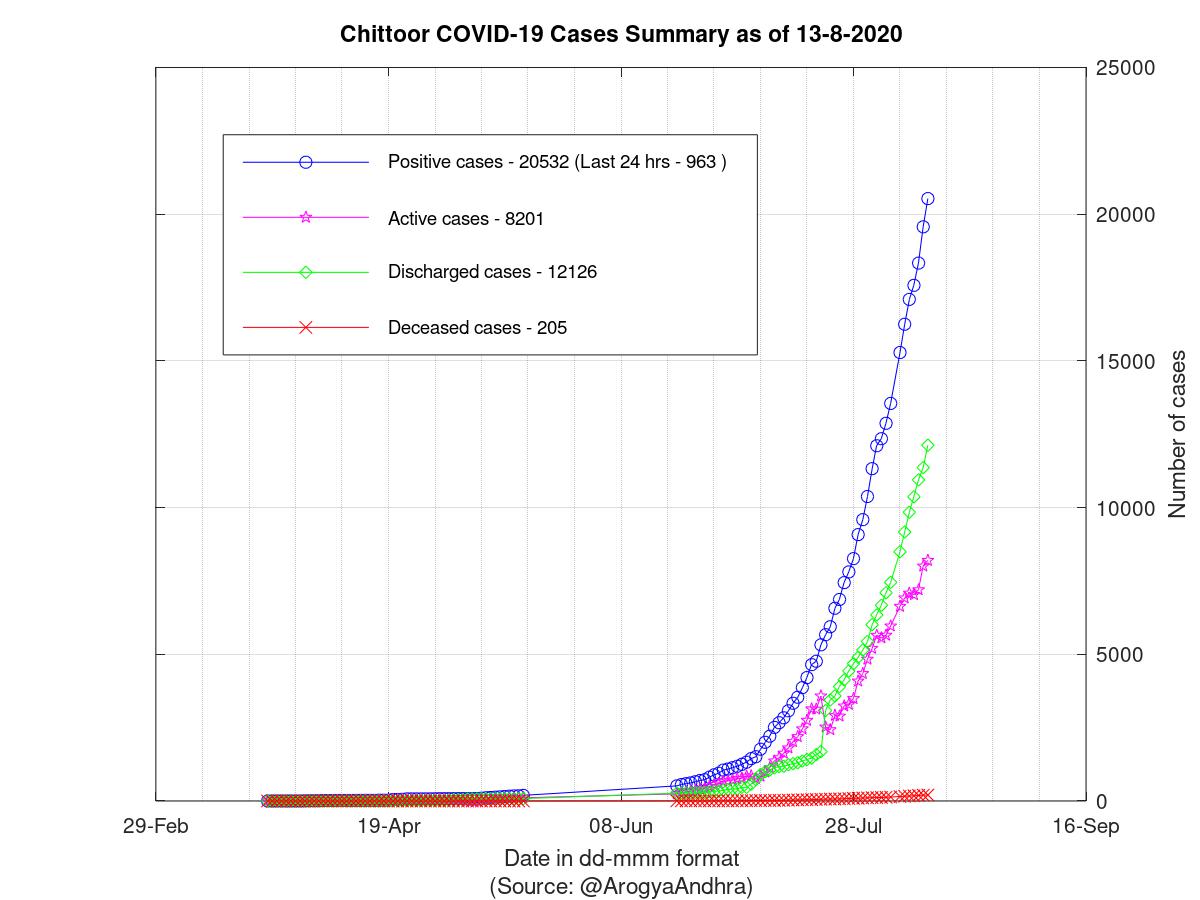 Chittoor COVID-19 Cases Summary as of 13-8-2020
25000
Positive cases - 20532 (Last 24 hrs - 963 )
Active cases - 8201
20000
Discharged cases - 12126
Deceased cases - 205
15000
Number of cases
10000
5000
0
29-Feb 19-Apr 08-Jun 28-Jul 16-Sep
Date in dd-mmm format
(Source: @ArogyaAndhra)